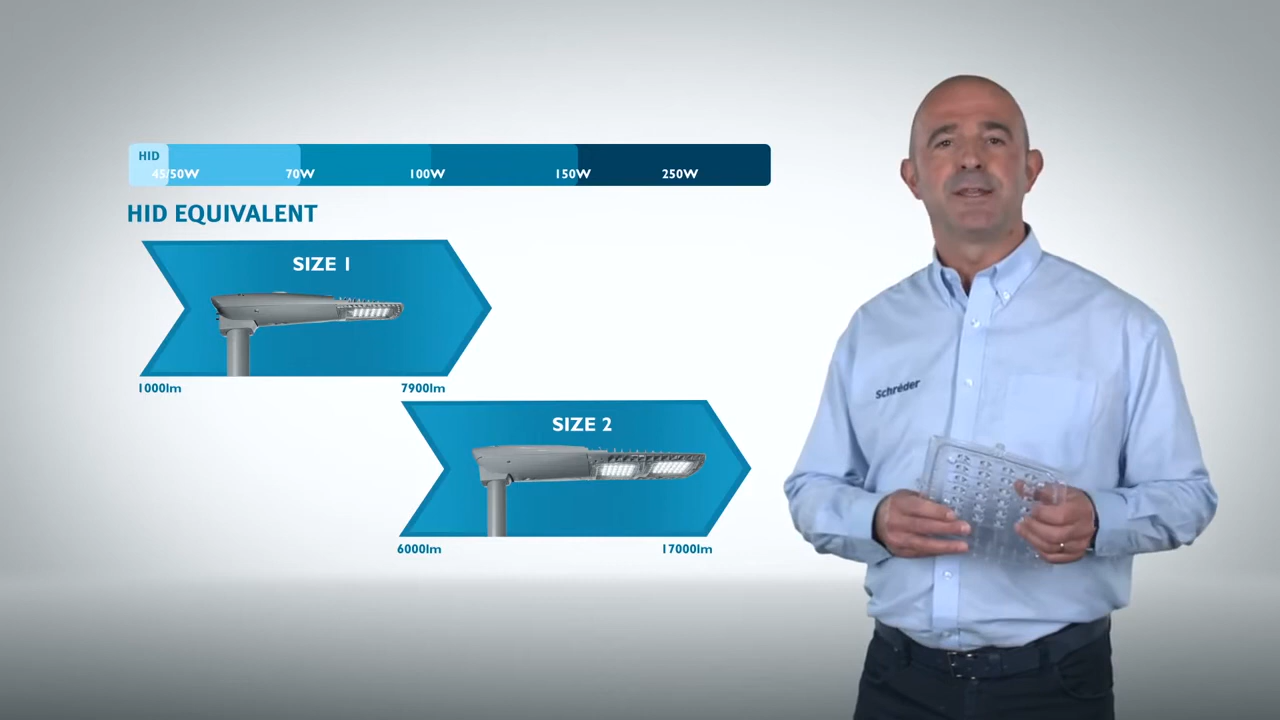 HID
45/50W 70W 100W 150W 250W
HID EQUIVALENT
SIZE 1
1000lm 7900lm
SIZE 2
6000lm 17000lm
Schréder